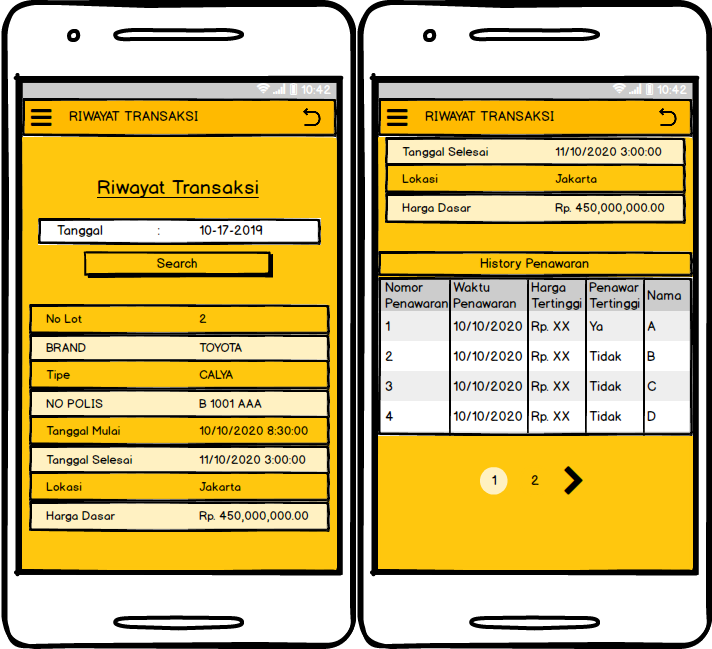 10:42
RIWAYAT TRANSAKSI
Riwayat Transaksi
Tanggal : 10-17-2019
Search
No Lot 2
BRAND TOYOTA
Tipe CALYA
NO POLIS B 1001 AAA
Tanggal Mulai 10/10/2020 8:30:00
Tanggal Selesai 11/10/2020 3:00:00
Lokasi Jakarta
Harga Dasar Rp. 450,000,000.00
10:42
RIWAYAT TRANSAKSI
Tanggal Selesai 11/10/2020 3:00:00
Lokasi Jakarta
Harga Dasar Rp. 450,000,000.00
History Penawaran
Nomor Waktu Harga Penawar Nama
Penawaran Penawaran Tertinggi Tertinggi
1 10/10/2020 Rp. XX Ya A
2 10/10/2020 Rp. XX Tidak B
3 10/10/2020 Rp. XX Tidak C
4 10/10/2020 Rp. XX Tidak D
1 2